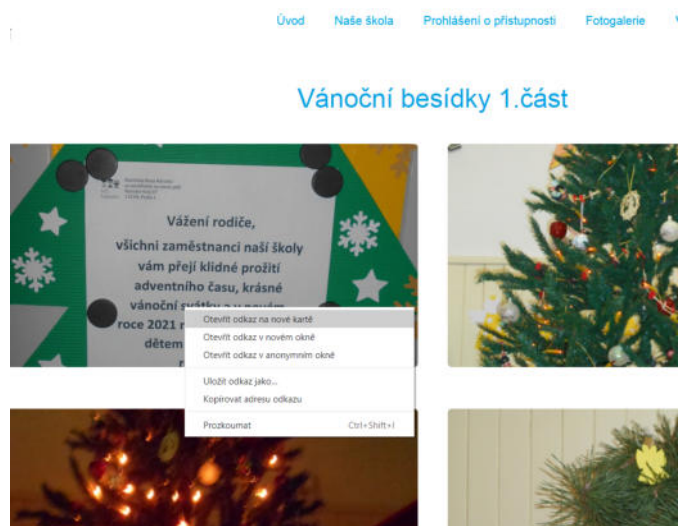 Úvod Naše škola Prohlášení o přístupnosti Fotogalerie
Vánoční besídky 1.část
Vážení rodiče,
všichni zaměstnanci naší školy
vám přejí klidné prožití
adventního času, krásné
vánoční svátky a v novém
roce 2021
dětem
Otevřít odkaz na nové kartě
Otevřít odkaz v novém okně
Otevřít odkaz v anonymním okně
Uložit odkaz jako...
Kopírovat adresu odkazu
Prozkoumat Ctrl+Shift+I